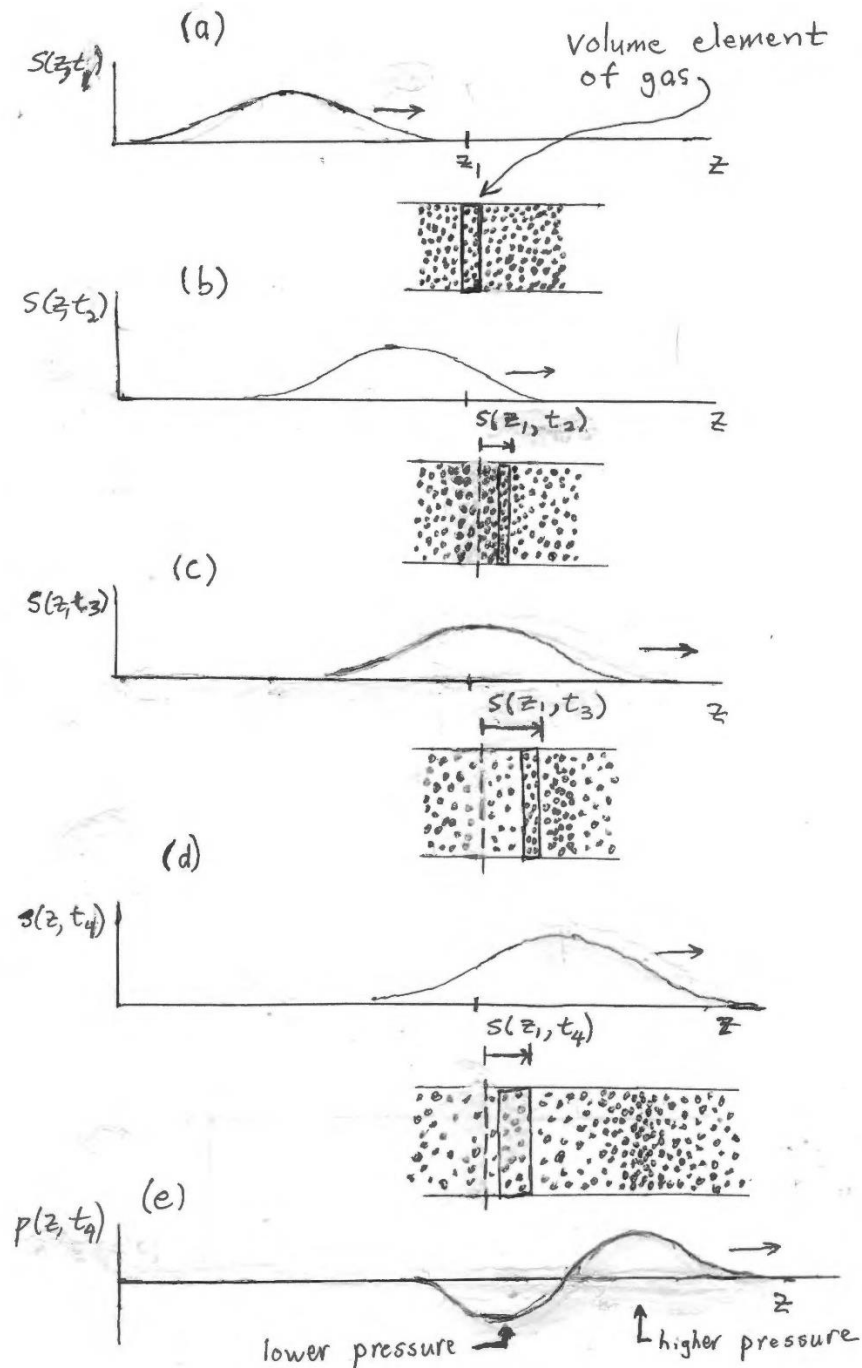 (a)
volume element
of gas
S(z,t₁)
z₁
z
(b)
S(z,t₂)
z
s(z₁, t₂)
(c)
s(z,t₃)
z
s(z₁, t₃)
(d)
s(z, t₄)
z
s(z₁, t₄)
(e)
p(z, t₄)
z
lower pressure
higher pressure